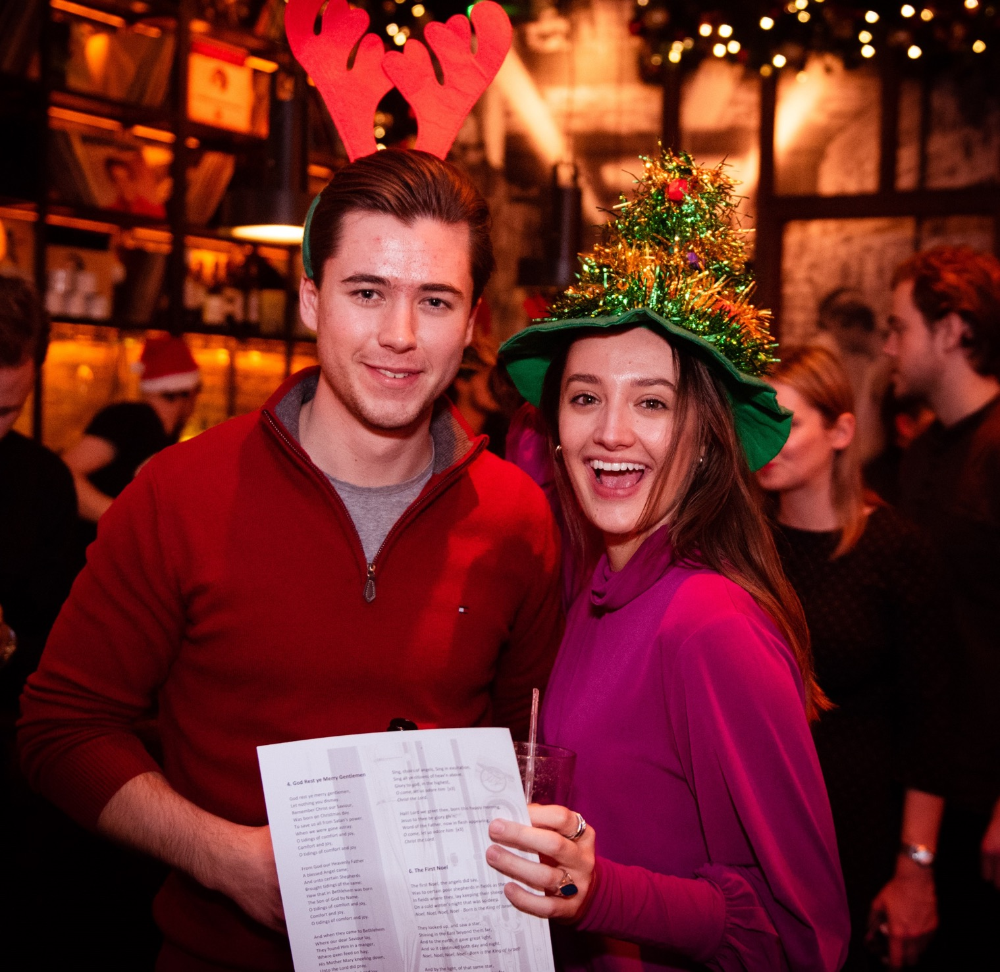 4. God Rest ye Merry Gentlemen
God rest ye merry gentlemen,
Let nothing you dismay
Remember Christ our Saviour,
Was born on Christmas day
To save us all from Satan's power.
When we were gone astray.
O tidings of comfort and joy,
Comfort and joy,
O tidings of comfort and joy
From God our Heavenly Father
A blessed Angel came;
And unto certain Shepherds
Brought tidings of the same:
How that in Bethlehem was born
The Son of God by Name.
O tidings of comfort and joy,
Comfort and joy,
O tidings of comfort and joy.
And when they came to Bethlehem
Where our dear Saviour lay,
They found Him in a manger,
Where oxen feed on hay;
His Mother Mary kneeling down,
Unto the Lord did pray.
Sing, choirs of angels, Sing in exultation,
Sing all ye citizens of heav'n above.
Glory to god, in the highest,
O come, let us adore him (x3)
Christ the Lord.
Hail! Lord we greet thee, born this happy morning,
Jesus to thee be glory
Word of the Father, now in flesh appearing,
O come, let us adore him (x3)
Christ the Lord
6. The First Noel
The first Noel, the angels did say,
Was to certain poor shepherds in fields as
In fields where they, lay keeping their sheep
On a cold winter's night that was so deep.
Noel, Noel, Noel, Noel - Born is the King of
They looked up, and saw a star,
Shining in the East beyond them far,
And to the earth, it gave great light,
And so it continued both day and night.
Noel, Noel, Noel, Noel - Born is the King of Israel!
And by the light, of that same star,